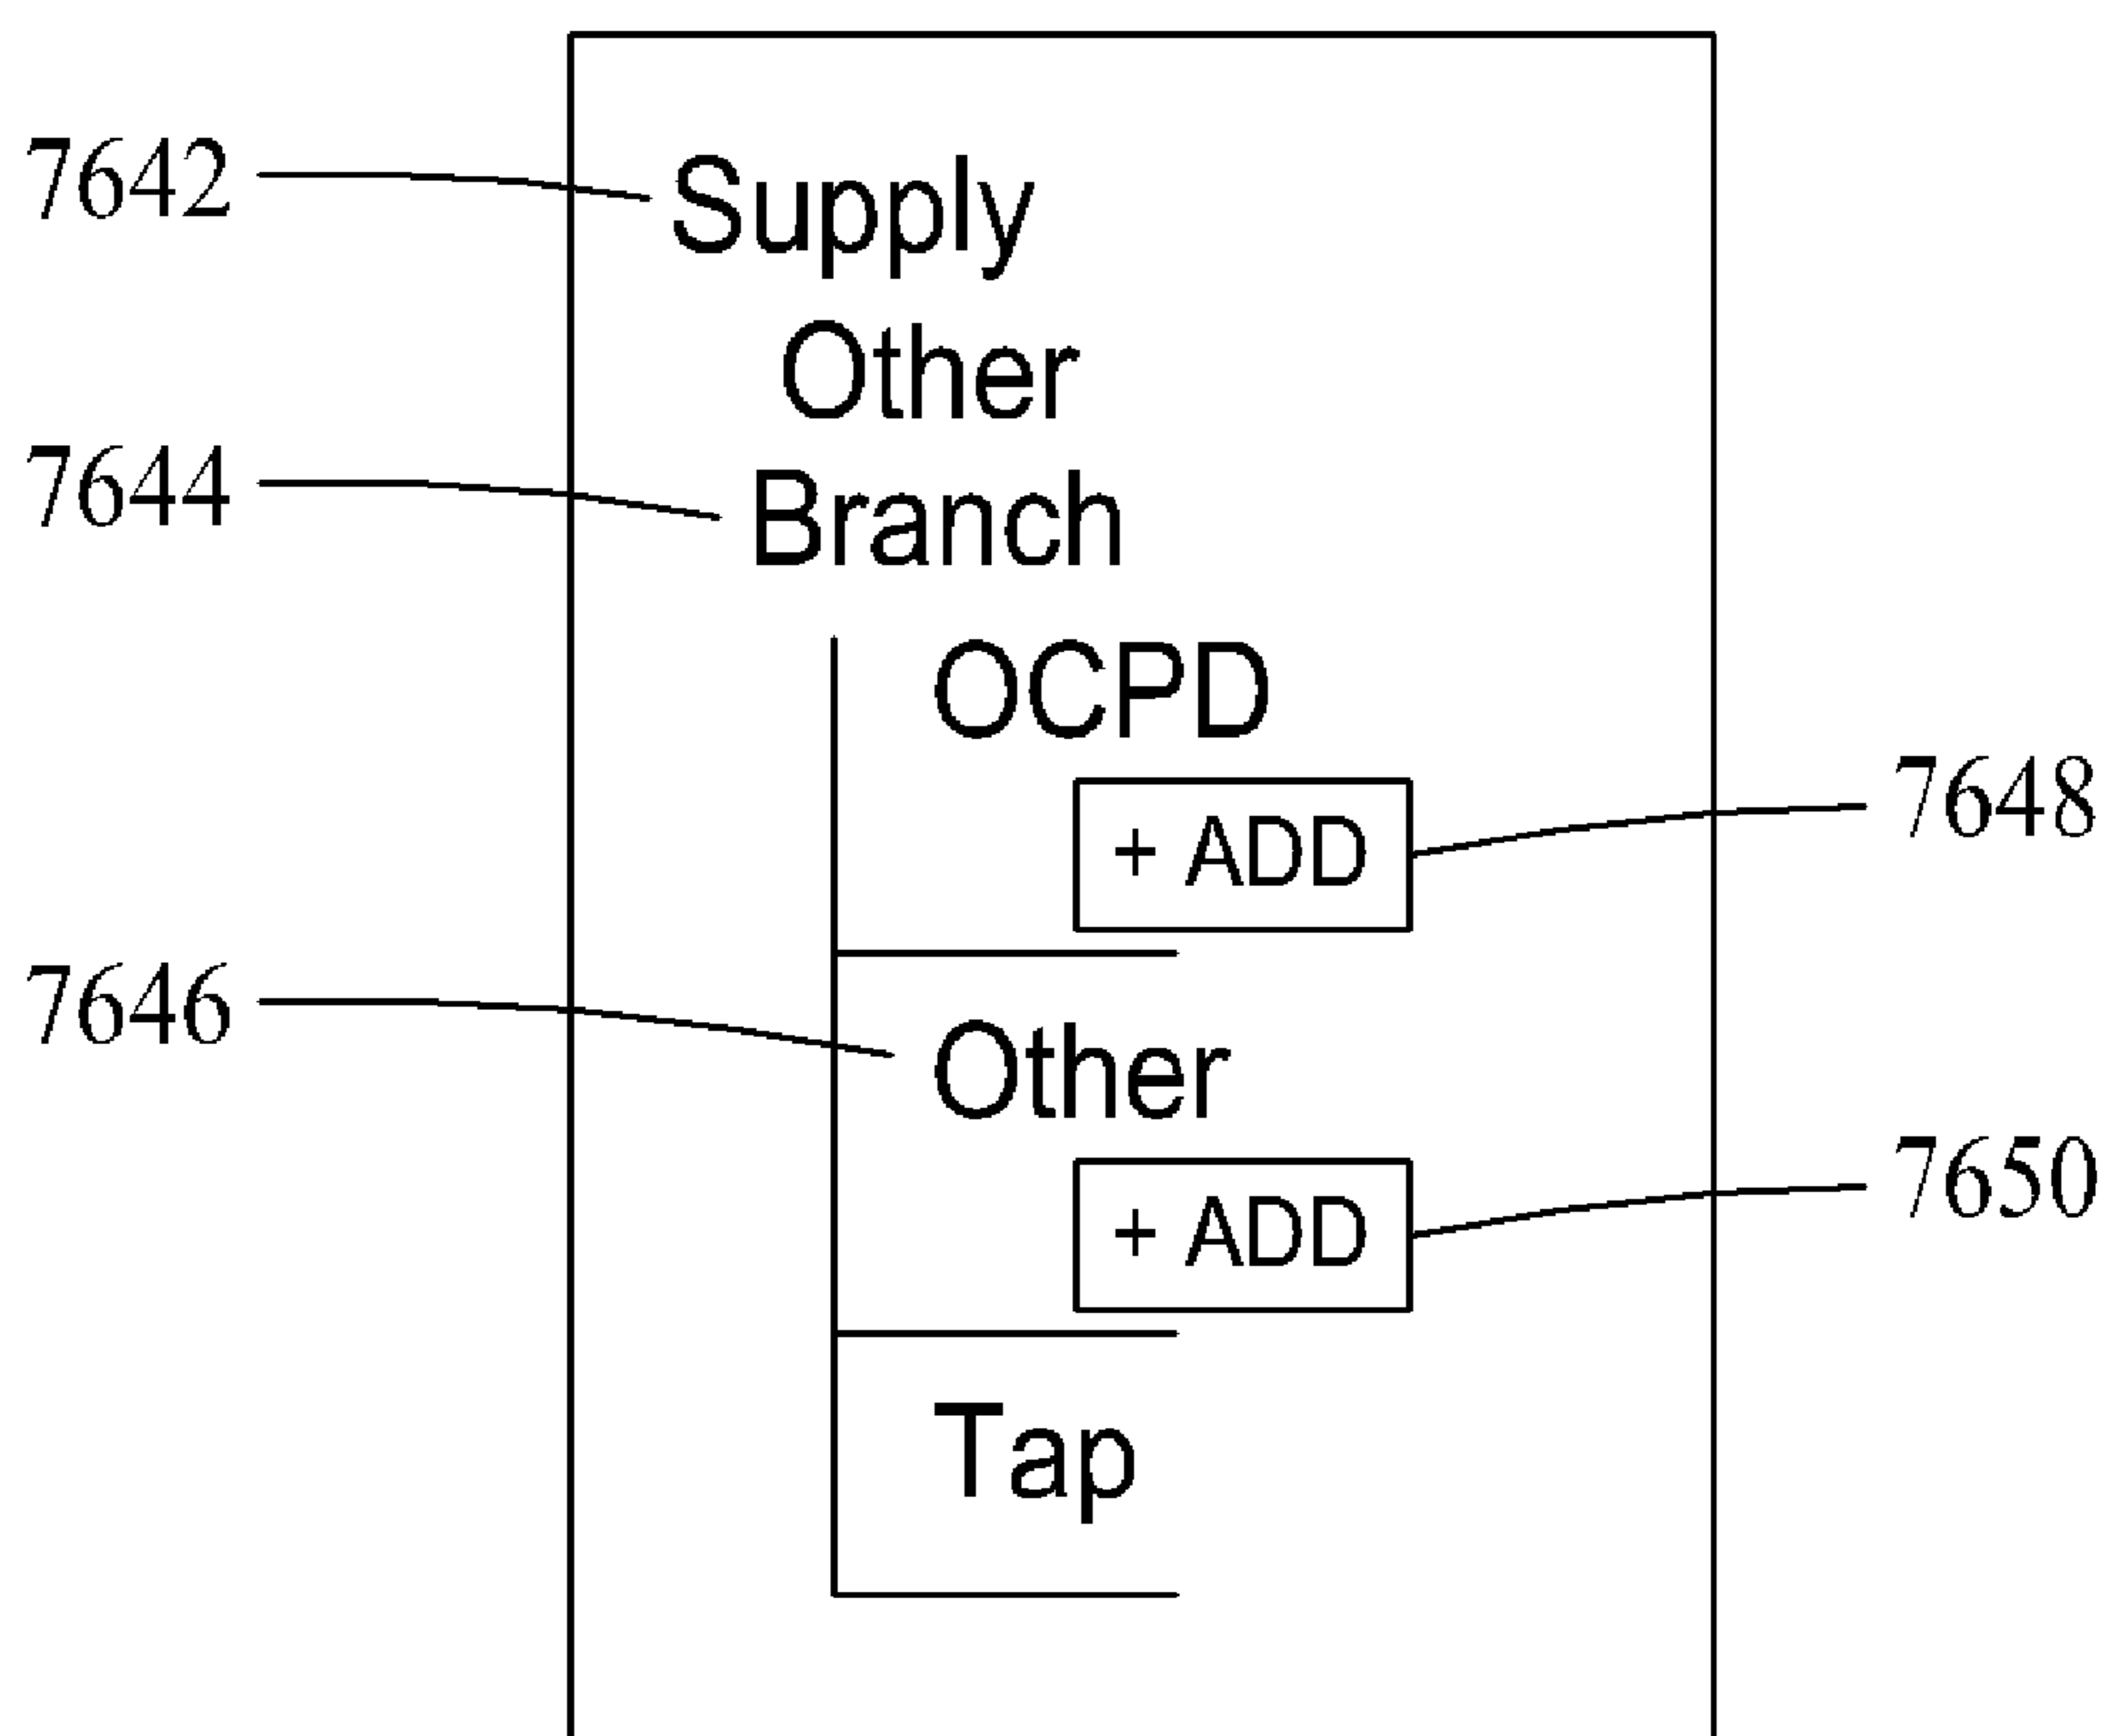 7642
Supply
Other
7644
Branch
OCPD
+ ADD
7648
7646
Other
+ ADD
7650
Tap